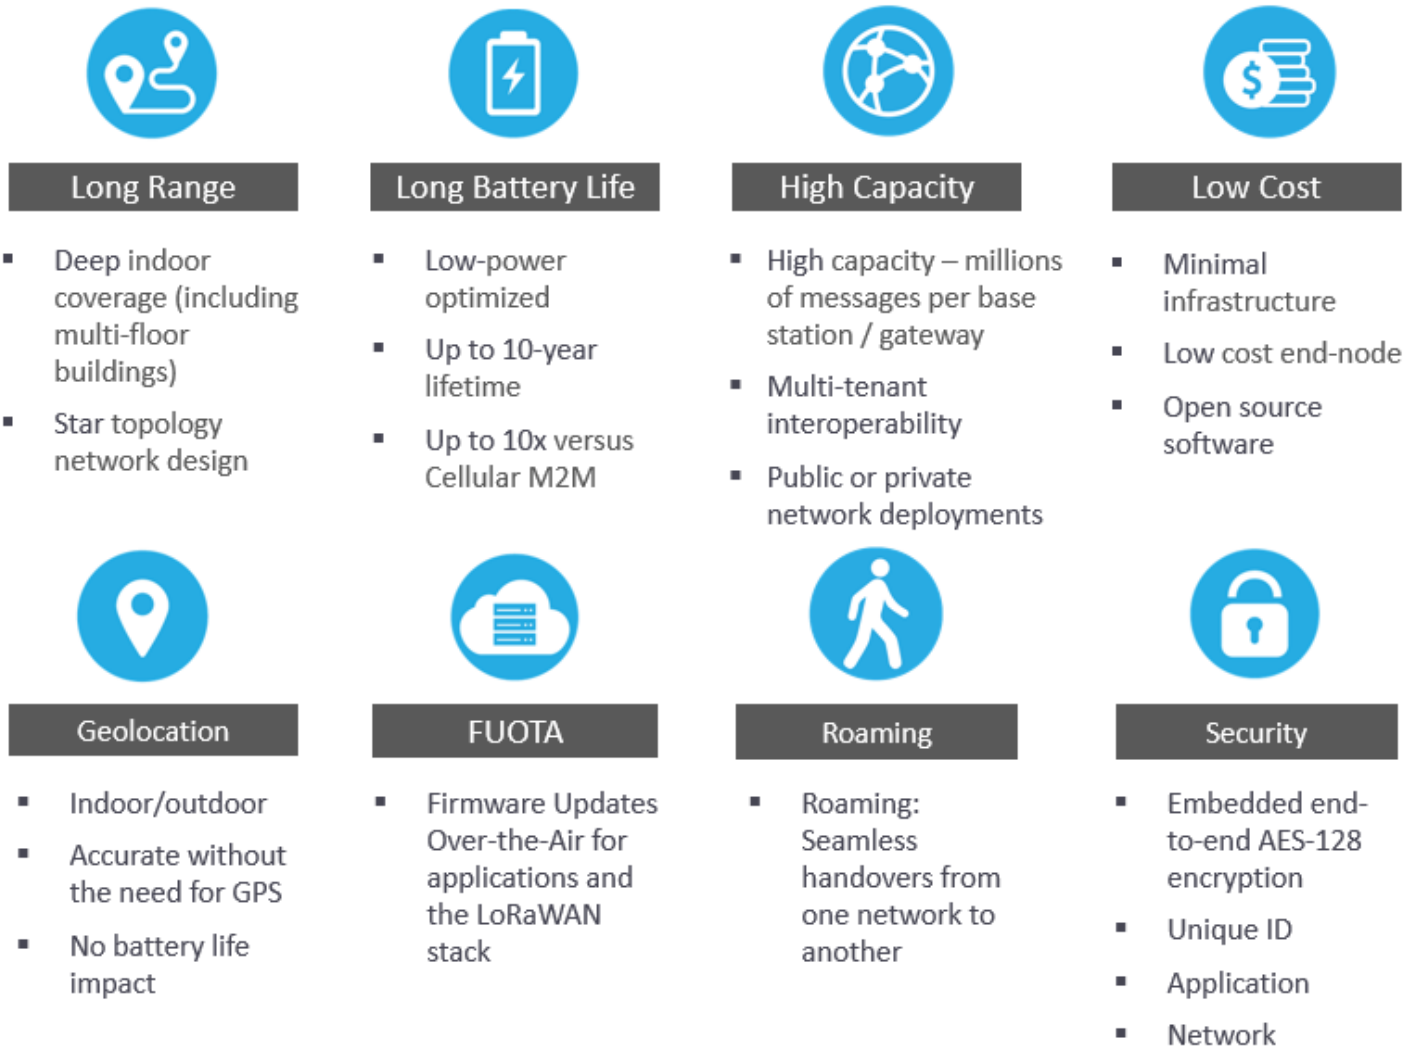 Long Range
▪ Deep indoor
coverage (including
multi-floor
buildings)
▪ Star topology
network design
Long Battery Life
▪ Low-power
optimized
▪ Up to 10-year
lifetime
▪ Up to 10x versus
Cellular M2M
High Capacity
▪ High capacity – millions
of messages per base
station / gateway
▪ Multi-tenant
interoperability
▪ Public or private
network deployments
$
Low Cost
▪ Minimal
infrastructure
▪ Low cost end-node
▪ Open source
software
Geolocation
▪ Indoor/outdoor
▪ Accurate without
the need for GPS
▪ No battery life
impact
FUOTA
▪ Firmware Updates
Over-the-Air for
applications and
the LoRaWAN
stack
Roaming
▪ Roaming:
Seamless
handovers from
one network to
another
Security
▪ Embedded end-
to-end AES-128
encryption
▪ Unique ID
▪ Application
▪ Network